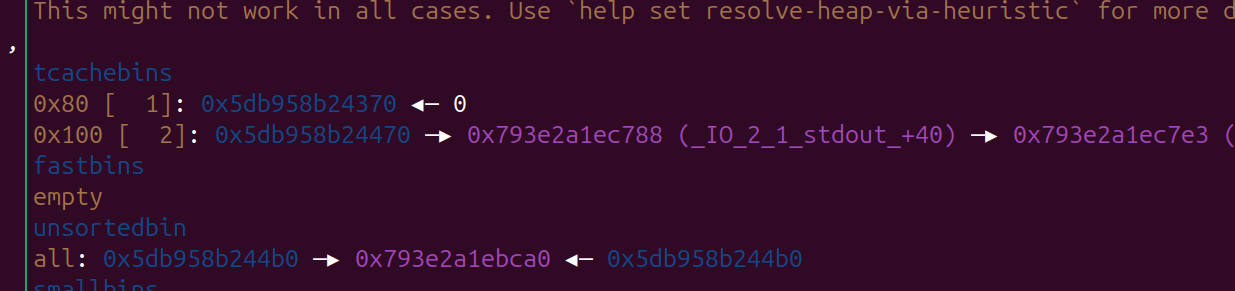 This might not work in all cases. Use `help set resolve-heap-via-heuristic` for more d
,
tcachebins
0x80 [  1]: 0x5db958b24370 ◂— 0
0x100 [  2]: 0x5db958b24470 —▸ 0x793e2a1ec788 (_IO_2_1_stdout_+40) —▸ 0x793e2a1ec7e3 (
fastbins
empty
unsortedbin
all: 0x5db958b244b0 —▸ 0x793e2a1ebca0 ◂— 0x5db958b244b0
smallbins